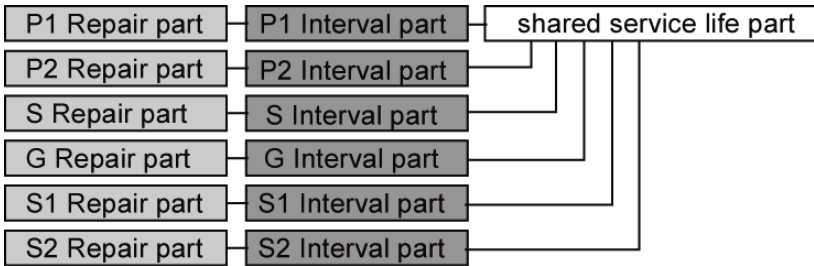 P1 Repair part P1 Interval part shared service life part
P2 Repair part P2 Interval part
S Repair part S Interval part
G Repair part G Interval part
S1 Repair part S1 Interval part
S2 Repair part S2 Interval part